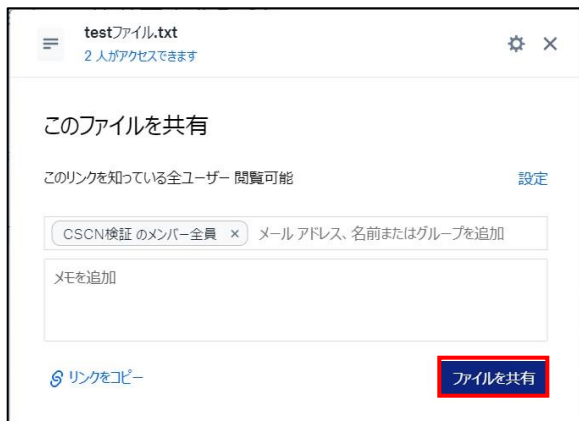 testファイル.txt
2 人がアクセスできます
このファイルを共有
このリンクを知っている全ユーザー 閲覧可能 設定
CSCN検証 のメンバー全員 × メール アドレス、名前またはグループを追加
メモを追加
リンクをコピー ファイルを共有